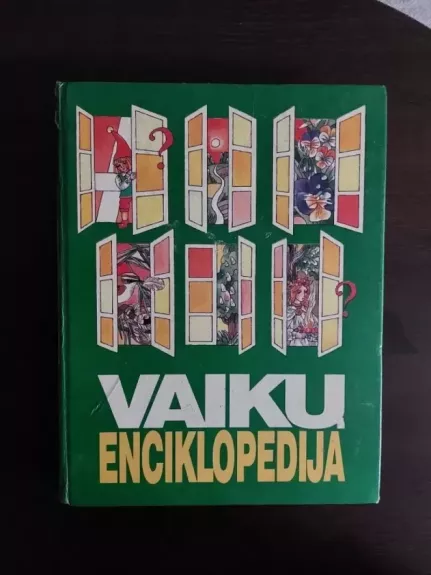 ?
?
VAIKŲ
ENCIKLOPEDIJA